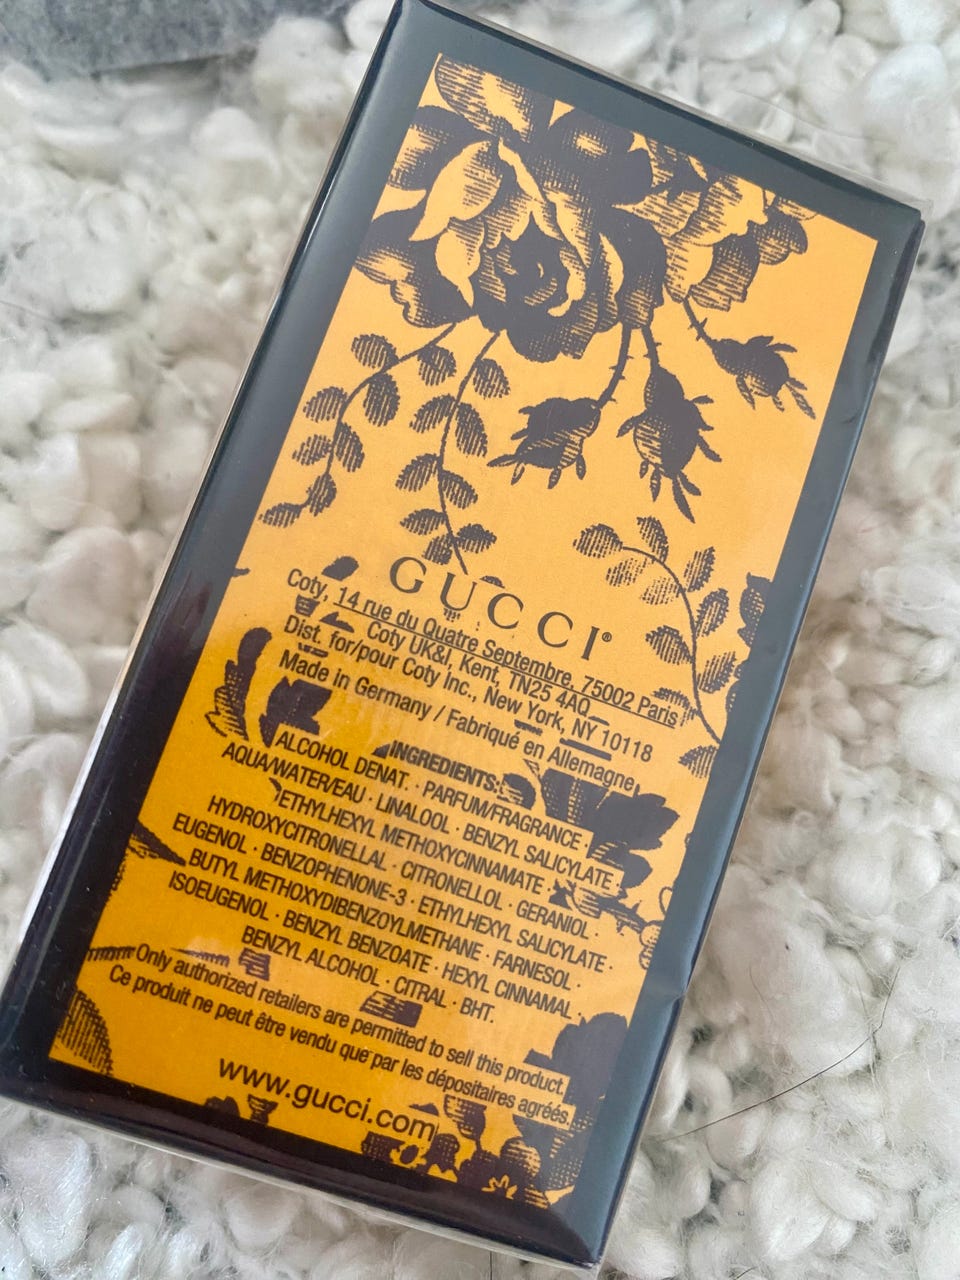 GUCCI®
Coty, 14 rue du Quatre Septembre, 75002 Paris
Coty UK&I, Kent, TN25 4AQ
Dist. for/pour Coty Inc., New York, NY 10118
Made in Germany / Fabriqué en Allemagne
INGREDIENTS:
ALCOHOL DENAT. · PARFUM/FRAGRANCE ·
AQUA/WATER/EAU · LINALOOL · BENZYL SALICYLATE ·
ETHYLHEXYL METHOXYCINNAMATE ·
HYDROXYCITRONELLAL · CITRONELLOL · GERANIOL ·
EUGENOL · BENZOPHENONE-3 · ETHYLHEXYL SALICYLATE ·
BUTYL METHOXYDIBENZOYLMETHANE · FARNESOL ·
ISOEUGENOL · BENZYL BENZOATE · HEXYL CINNAMAL ·
BENZYL ALCOHOL · CITRAL · BHT.
Only authorized retailers are permitted to sell this product.
Ce produit ne peut être vendu que par les dépositaires agréés.
www.gucci.com